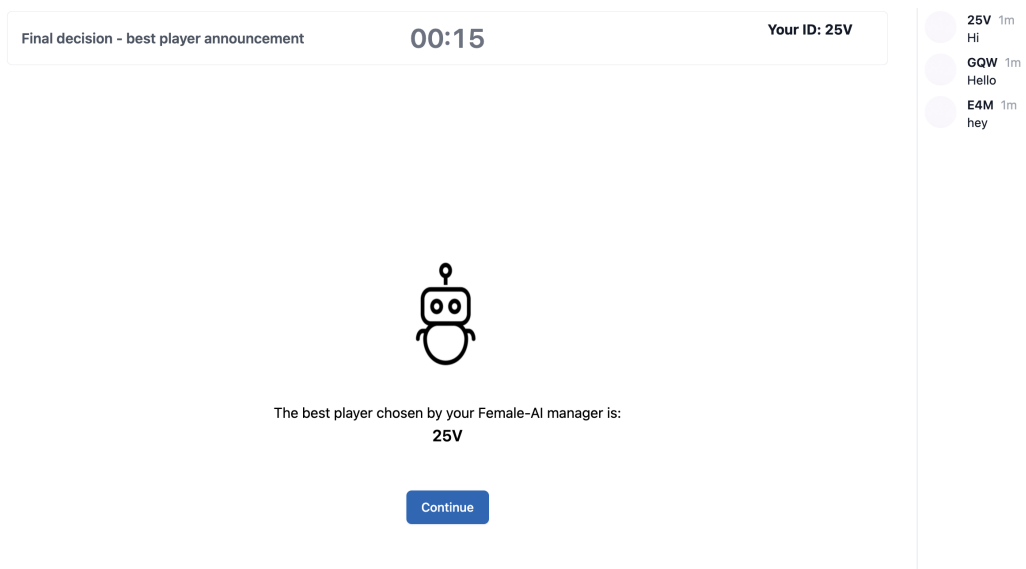 Final decision - best player announcement
00:15
Your ID: 25V
The best player chosen by your Female-AI manager is:
25V
Continue
25V 1m
Hi
GQW 1m
Hello
E4M 1m
hey